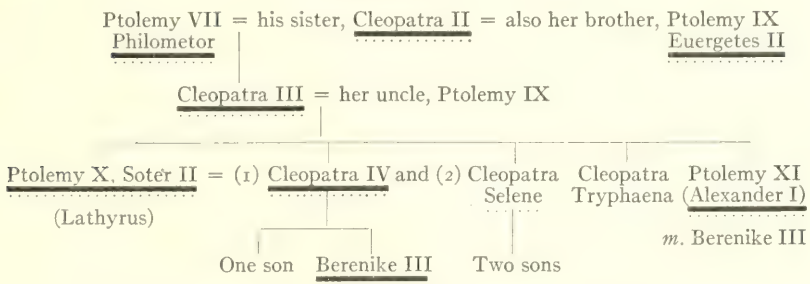 Ptolemy VII = his sister, Cleopatra II = also her brother, Ptolemy IX
Philometor Euergetes II
Cleopatra III = her uncle, Ptolemy IX
Ptolemy X, Soter II = (1) Cleopatra IV and (2) Cleopatra Cleopatra Ptolemy XI
(Lathyrus) Selene Tryphaena (Alexander I)
m. Berenike III
One son Berenike III Two sons